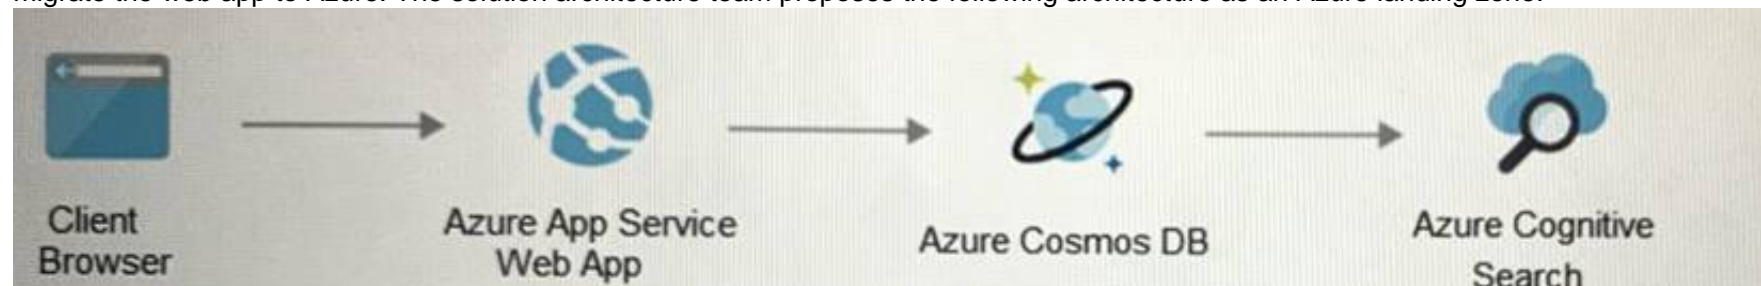 migrate the web app to Azure. The solution architecture team proposes the following architecture as an Azure landing zone:
Client
Browser
Azure App Service
Web App
Azure Cosmos DB
Azure Cognitive
Search